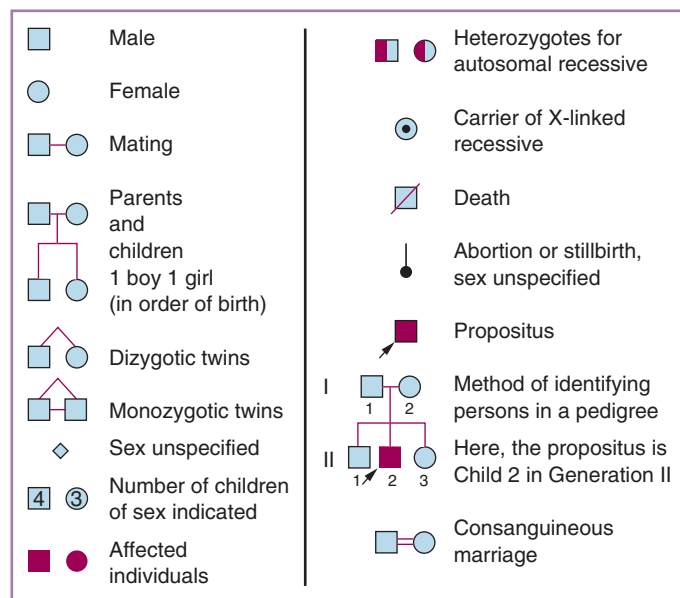 Male
Female
Mating
Parents
and
children
1 boy 1 girl
(in order of birth)
Dizygotic twins
Monozygotic twins
Sex unspecified
4 3 Number of children
of sex indicated
Affected
individuals
Heterozygotes for
autosomal recessive
Carrier of X-linked
recessive
Death
Abortion or stillbirth,
sex unspecified
Propositus
I
1 2
Method of identifying
persons in a pedigree
II
1 2 3
Here, the propositus is
Child 2 in Generation II
Consanguineous
marriage